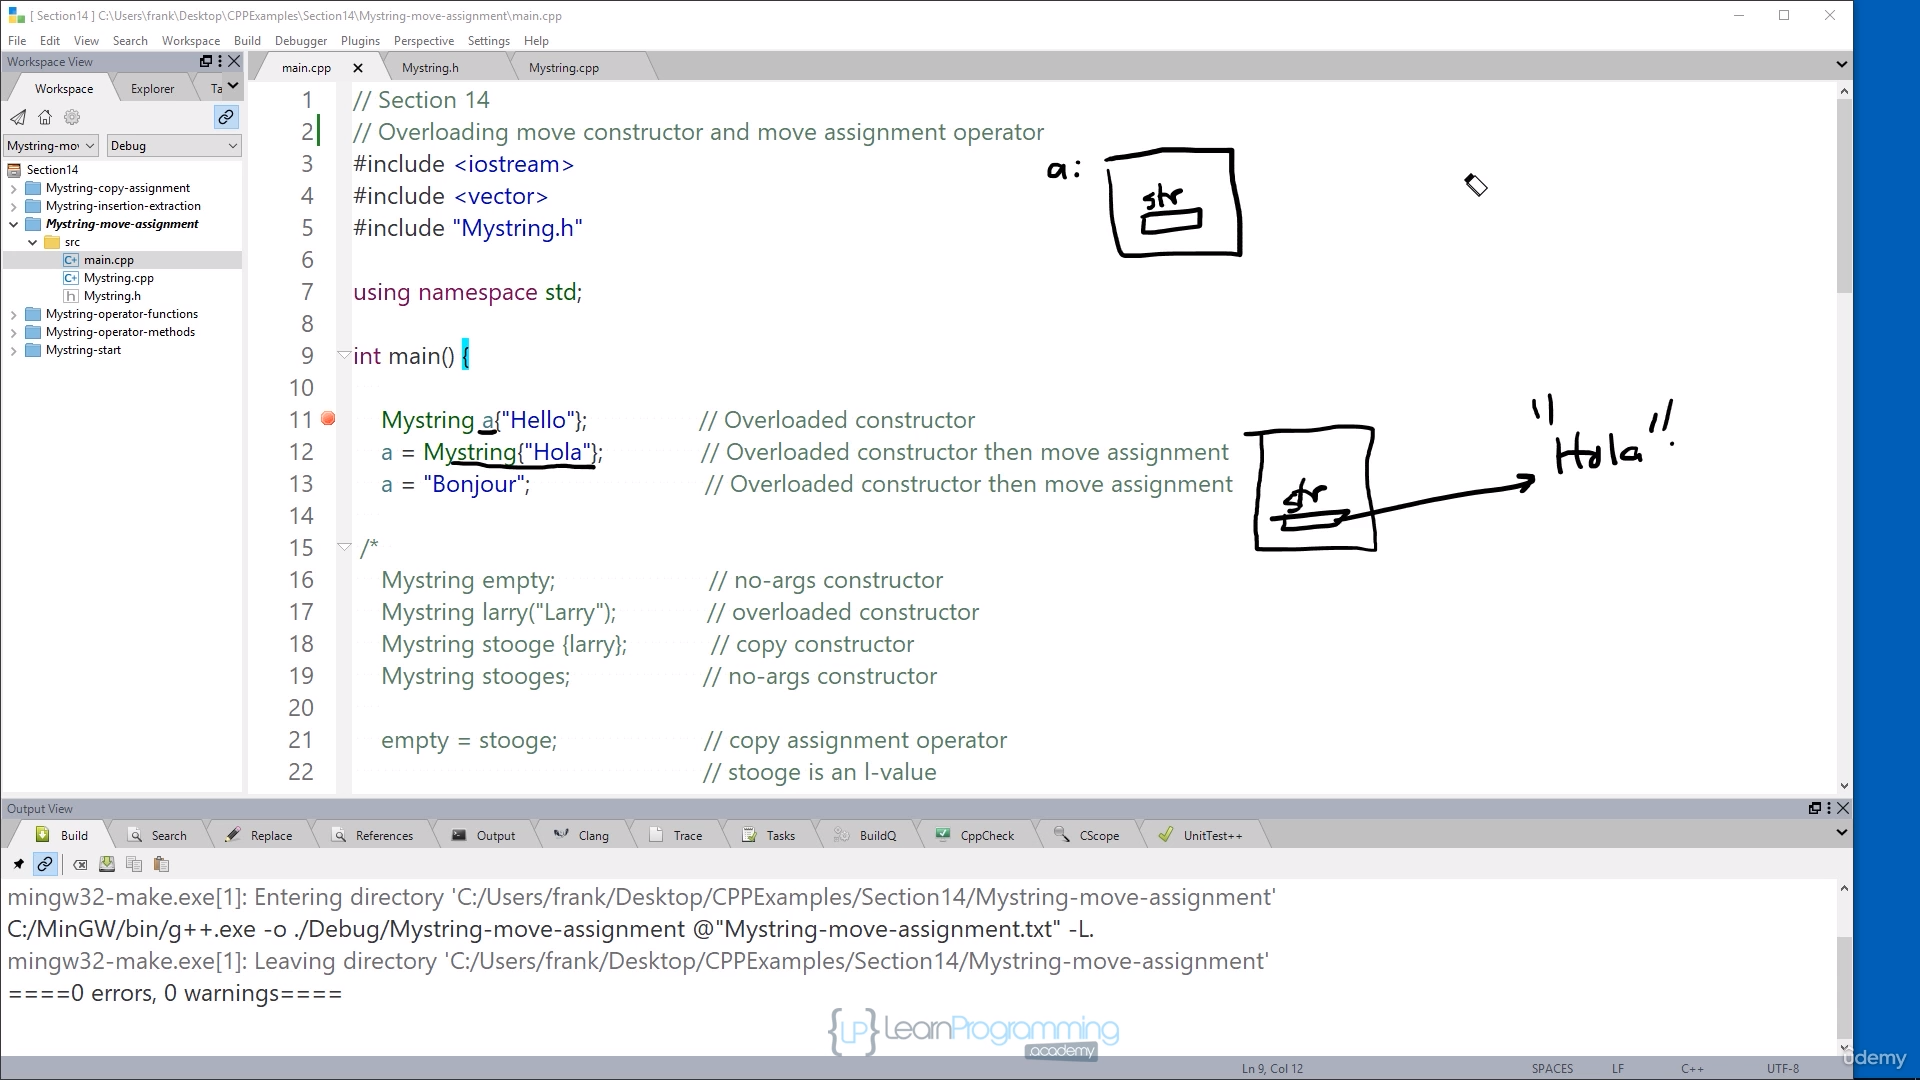 [ Section14 ] C:\Users\frank\Desktop\CPPExamples\Section14\Mystring-move-assignment\main.cpp
File Edit View Search Workspace Build Debugger Plugins Perspective Settings Help
Workspace View
Workspace Explorer Ta
main.cpp Mystring.h Mystring.cpp
Mystring-mov Debug
Section14
Mystring-copy-assignment
Mystring-insertion-extraction
Mystring-move-assignment
src
main.cpp
Mystring.cpp
Mystring.h
Mystring-operator-functions
Mystring-operator-methods
Mystring-start
1 // Section 14
2 // Overloading move constructor and move assignment operator
3 #include <iostream>
4 #include <vector>
5 #include "Mystring.h"
6
7 using namespace std;
8
9 int main() {
10
11 Mystring a{"Hello"}; // Overloaded constructor
12 a = Mystring{"Hola"}; // Overloaded constructor then move assignment
13 a = "Bonjour"; // Overloaded constructor then move assignment
14
15 /*
16 Mystring empty; // no-args constructor
17 Mystring larry("Larry"); // overloaded constructor
18 Mystring stooge {larry}; // copy constructor
19 Mystring stooges; // no-args constructor
20
21 empty = stooge; // copy assignment operator
22 // stooge is an l-value
a:
str
str
"Hola"
Output View
Build Search Replace References Output Clang Trace Tasks BuildQ CppCheck CScope UnitTest++
mingw32-make.exe[1]: Entering directory 'C:/Users/frank/Desktop/CPPExamples/Section14/Mystring-move-assignment'
C:/MinGW/bin/g++.exe -o ./Debug/Mystring-move-assignment @"Mystring-move-assignment.txt" -L.
mingw32-make.exe[1]: Leaving directory 'C:/Users/frank/Desktop/CPPExamples/Section14/Mystring-move-assignment'
====0 errors, 0 warnings====
{LP} LearnProgramming
.academy
Ln 9, Col 12 SPACES LF C++ UTF-8
ûdemy